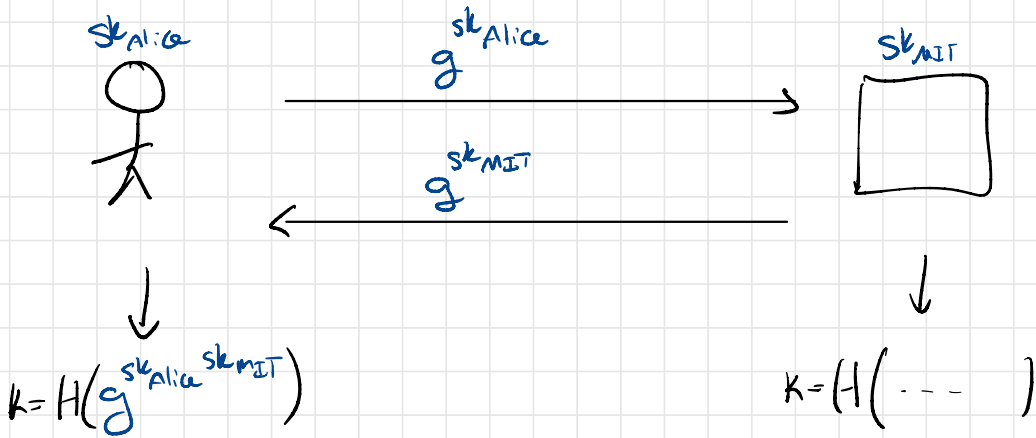 sk_Alice
g^sk_Alice
sk_MIT
g^sk_MIT
k=H(g^sk_Alice sk_MIT)
k=H(----)